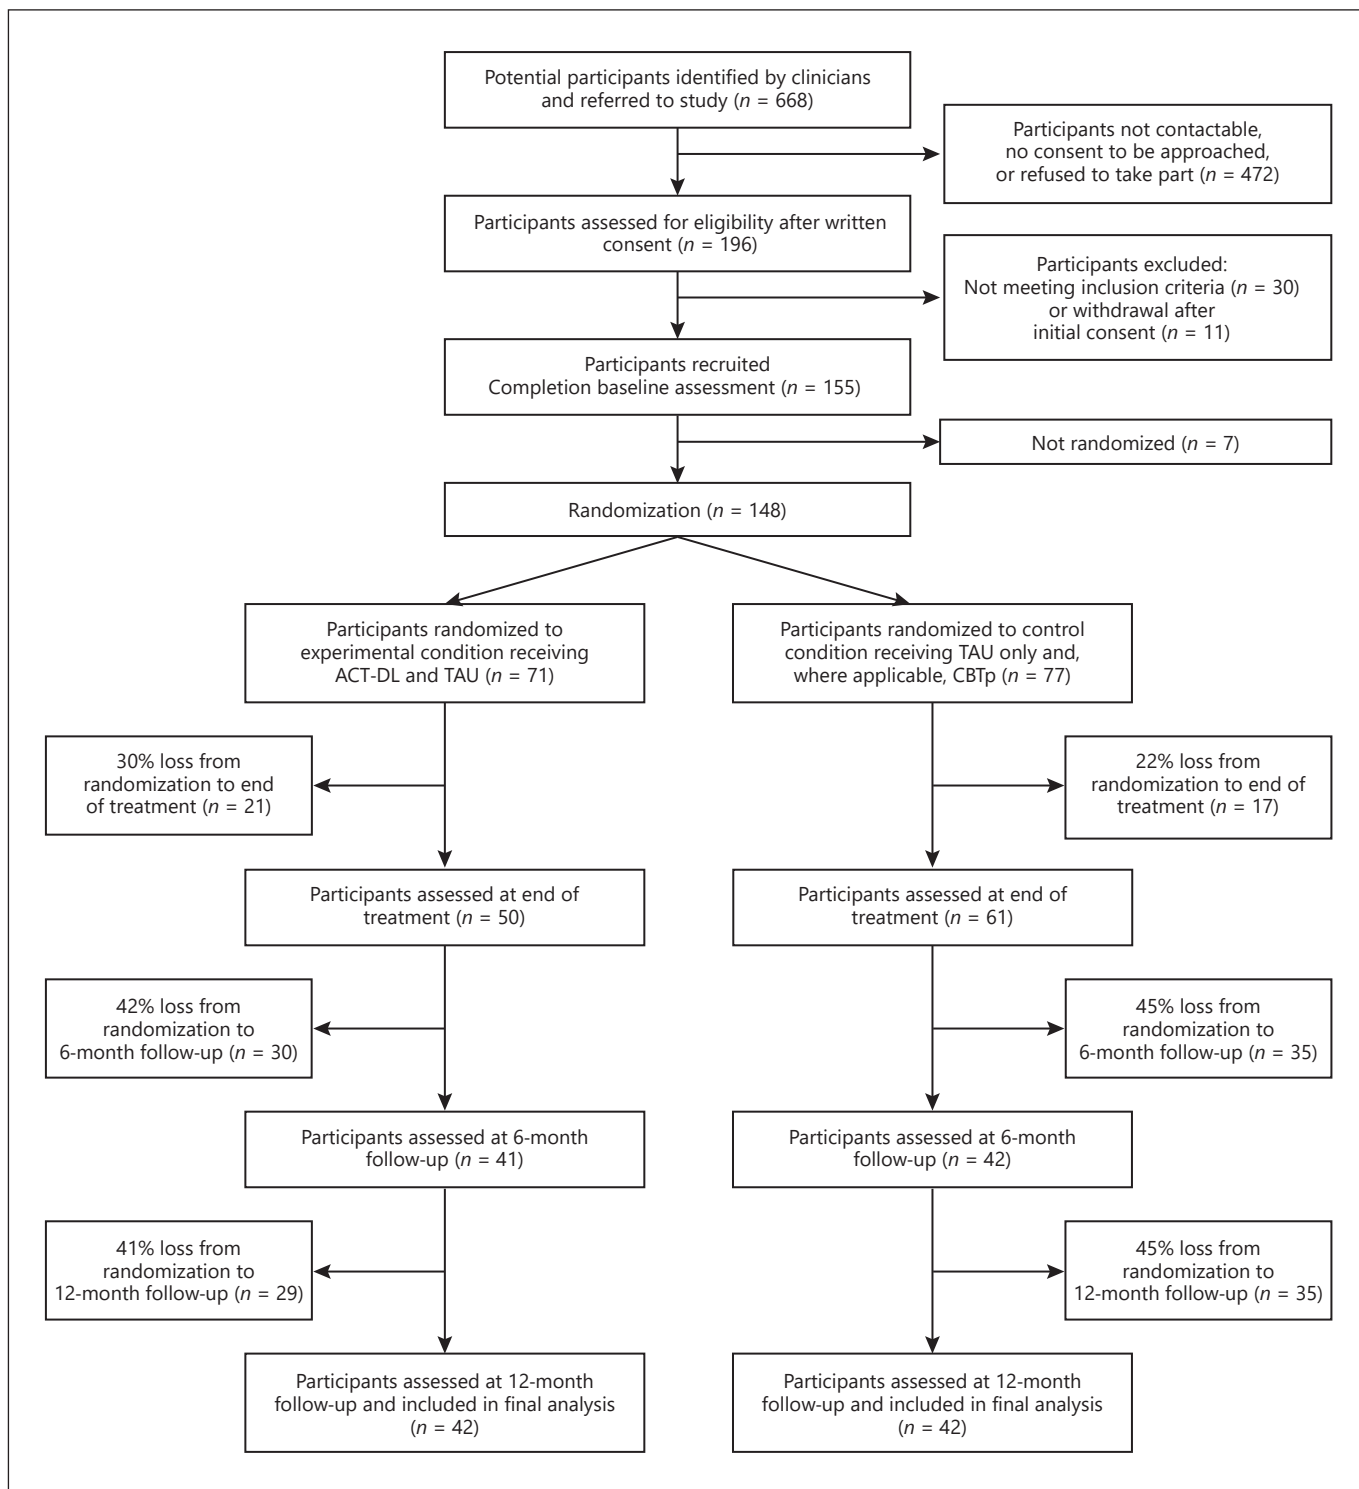 Potential participants identified by clinicians
and referred to study (n = 668)
Participants not contactable,
no consent to be approached,
or refused to take part (n = 472)
Participants assessed for eligibility after written
consent (n = 196)
Participants excluded:
Not meeting inclusion criteria (n = 30)
or withdrawal after
initial consent (n = 11)
Participants recruited
Completion baseline assessment (n = 155)
Not randomized (n = 7)
Randomization (n = 148)
Participants randomized to
experimental condition receiving
ACT-DL and TAU (n = 71)
Participants randomized to control
condition receiving TAU only and,
where applicable, CBTp (n = 77)
30% loss from
randomization to end
of treatment (n = 21)
22% loss from
randomization to end of
treatment (n = 17)
Participants assessed at end of
treatment (n = 50)
Participants assessed at end of
treatment (n = 61)
42% loss from
randomization to
6-month follow-up (n = 30)
45% loss from
randomization to
6-month follow-up (n = 35)
Participants assessed at 6-month
follow-up (n = 41)
Participants assessed at 6-month
follow-up (n = 42)
41% loss from
randomization to
12-month follow-up (n = 29)
45% loss from
randomization to
12-month follow-up (n = 35)
Participants assessed at 12-month
follow-up and included in final analysis
(n = 42)
Participants assessed at 12-month
follow-up and included in final analysis
(n = 42)